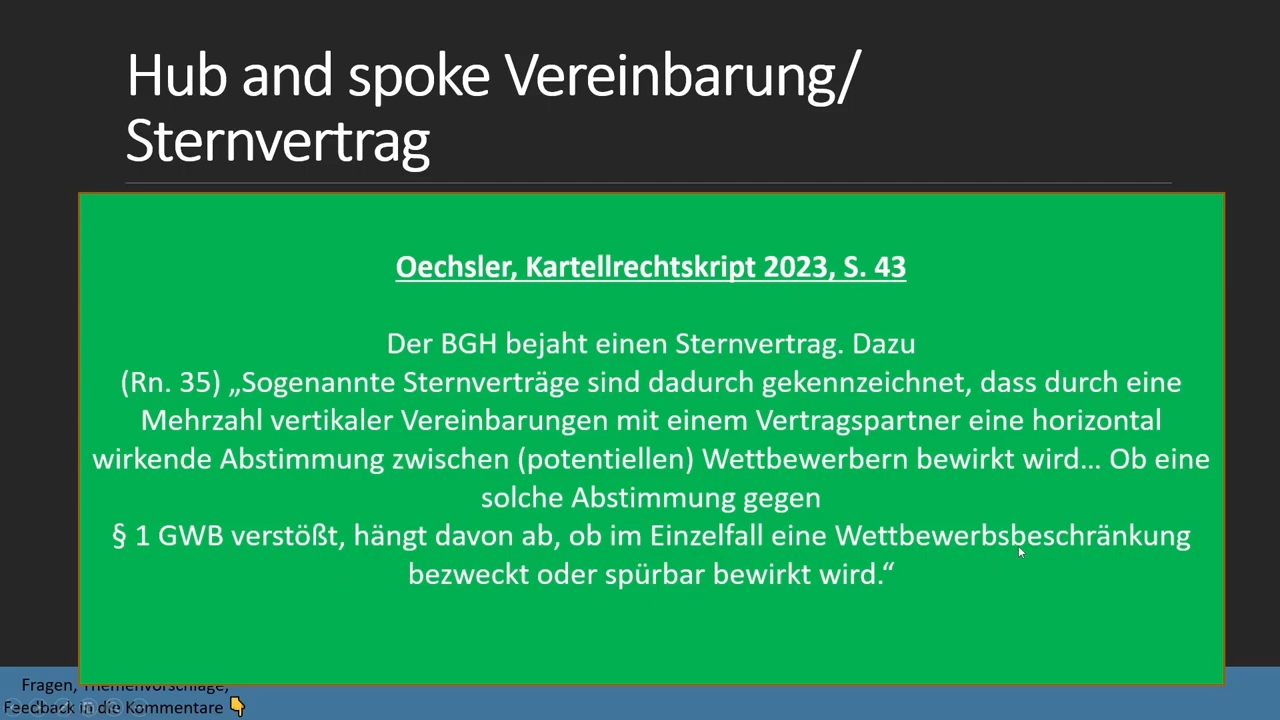 Hub and spoke Vereinbarung/
Sternvertrag
Oechsler, Kartellrechtskript 2023, S. 43
Der BGH bejaht einen Sternvertrag. Dazu
(Rn. 35) „Sogenannte Sternverträge sind dadurch gekennzeichnet, dass durch eine
Mehrzahl vertikaler Vereinbarungen mit einem Vertragspartner eine horizontal
wirkende Abstimmung zwischen (potentiellen) Wettbewerbern bewirkt wird... Ob eine
solche Abstimmung gegen
§ 1 GWB verstößt, hängt davon ab, ob im Einzelfall eine Wettbewerbsbeschränkung
bezweckt oder spürbar bewirkt wird.“
Fragen, Themenvorschläge,
Feedback in die Kommentare 👇